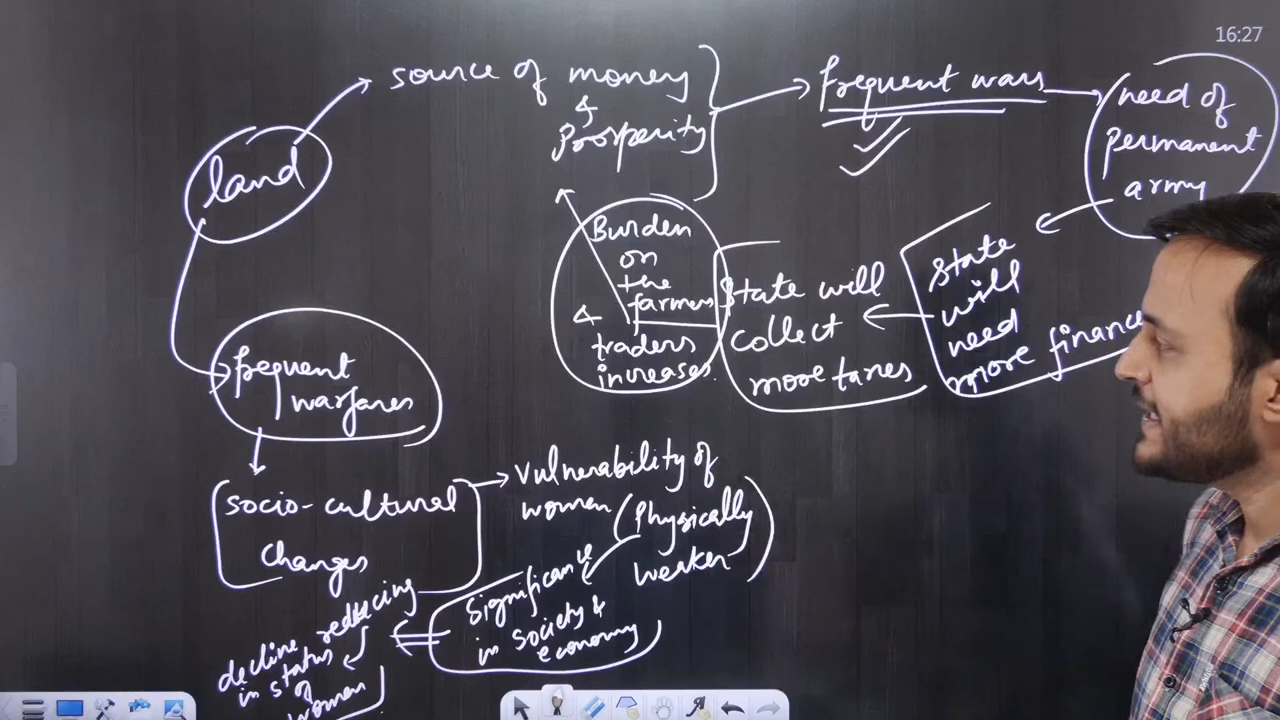 16:27
source of money
&
Prosperity
frequent wars
need of
permanent
army
land
State
will
need
more finance
State will
collect
more taxes
Burden
on
the
farmers
&
traders
increases.
frequent
warfares
socio-cultural
changes
Vulnerability of
women (Physically
weaker)
Significance
in society &
economy
reducing
decline
in status
of
women